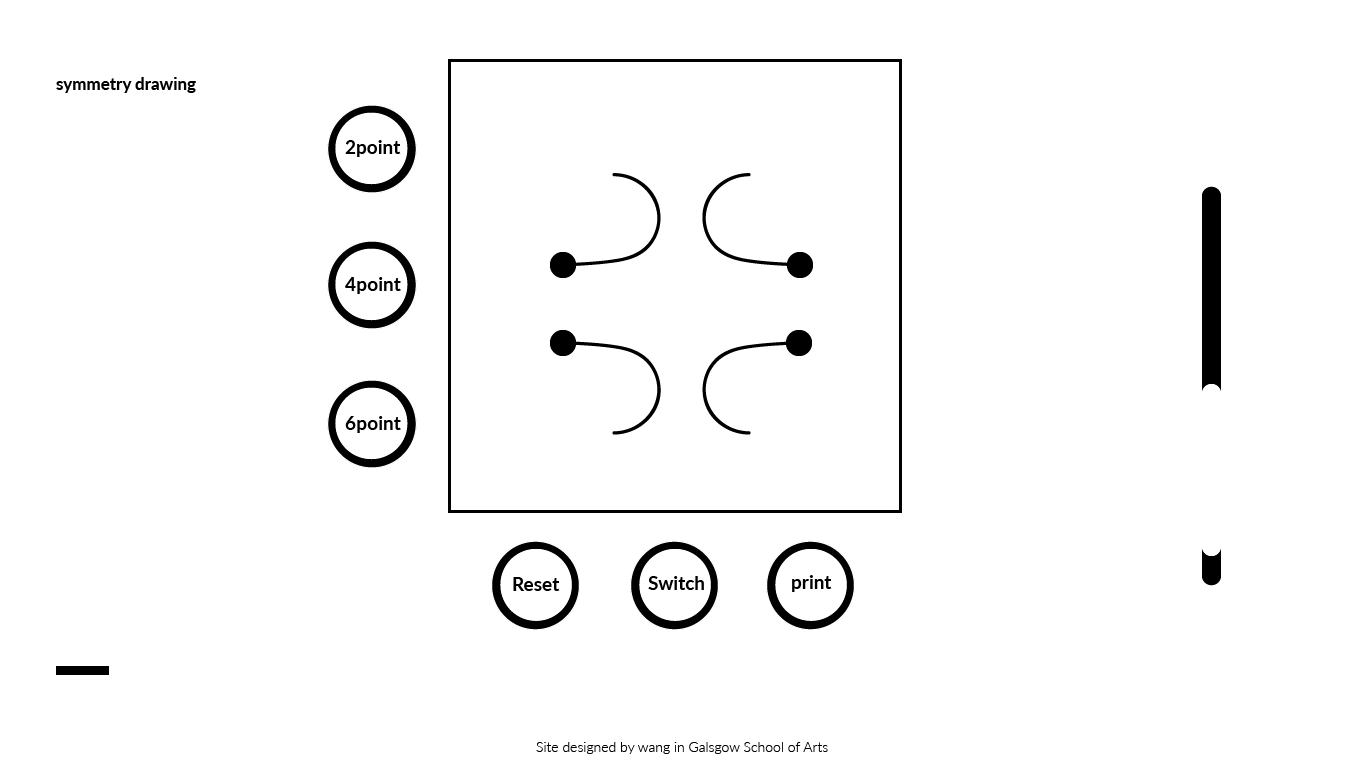 symmetry drawing
2point
4point
6point
Reset
Switch
print
Site designed by wang in Galsgow School of Arts